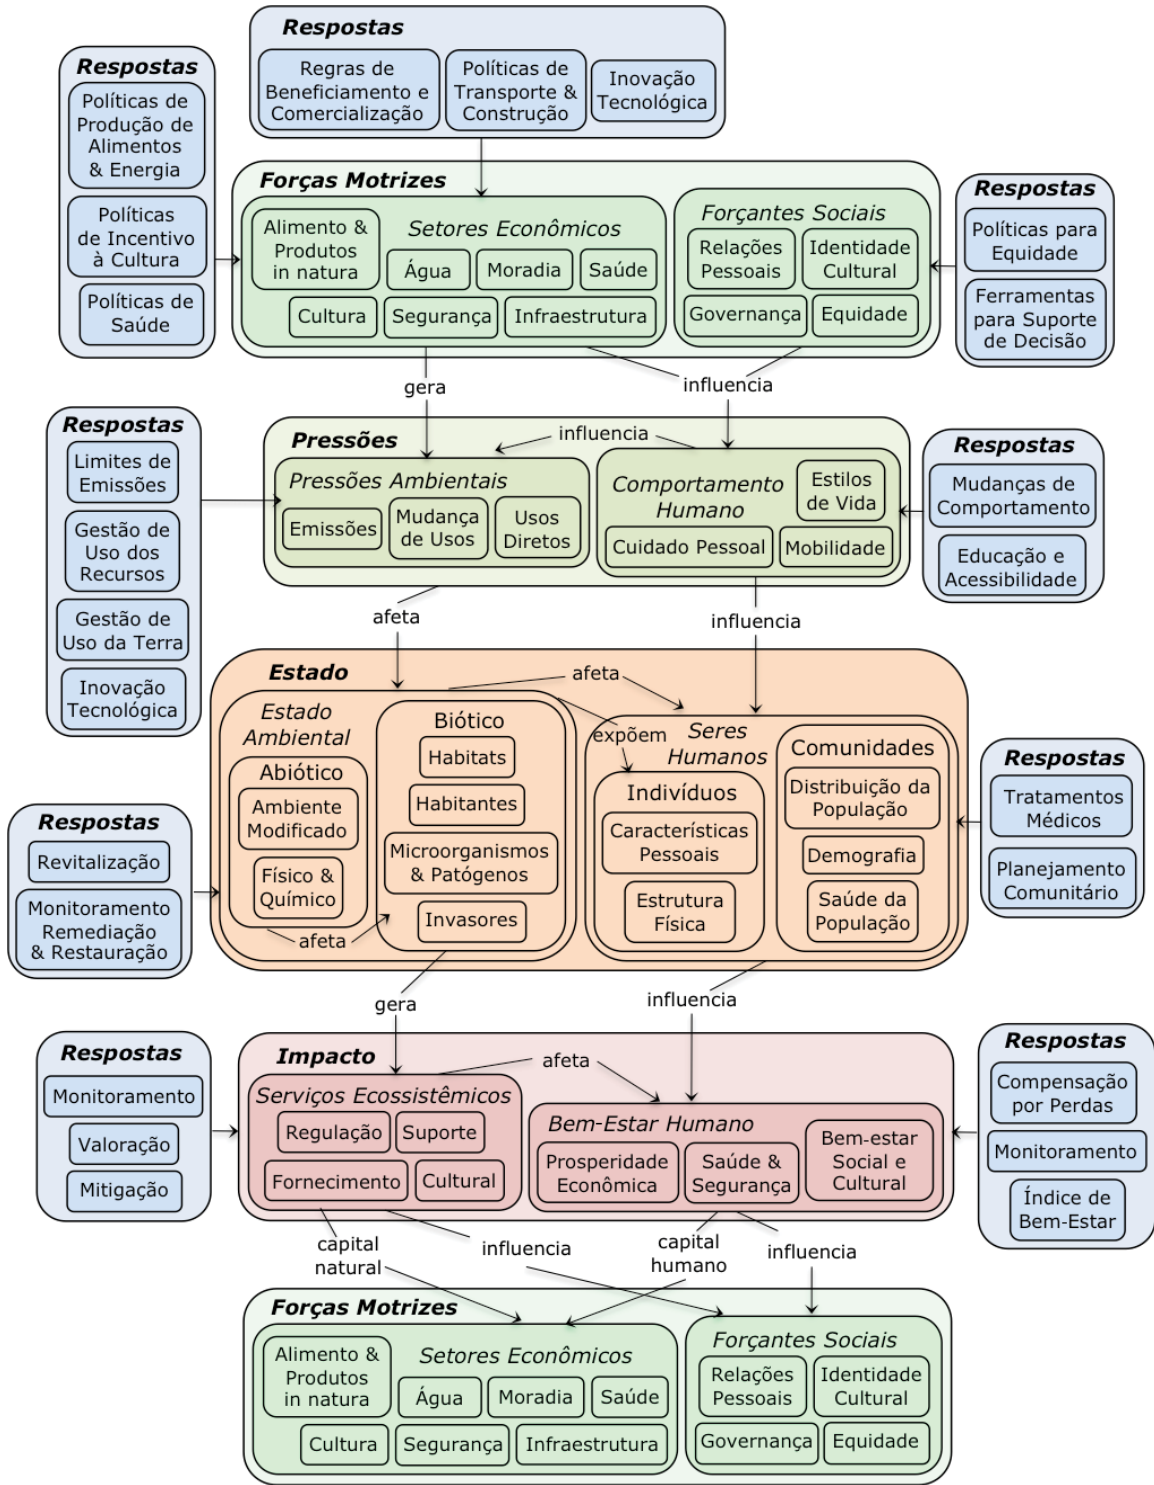 Respostas
Regras de
Beneficiamento e
Comercialização
Políticas de
Transporte &
Construção
Inovação
Tecnológica
Respostas
Políticas de
Produção de
Alimentos
& Energia
Políticas
de Incentivo
à Cultura
Políticas de
Saúde
Forças Motrizes
Setores Econômicos
Alimento &
Produtos
in natura
Água
Moradia
Saúde
Cultura
Segurança
Infraestrutura
Forçantes Sociais
Relações
Pessoais
Identidade
Cultural
Governança
Equidade
Respostas
Políticas para
Equidade
Ferramentas
para Suporte
de Decisão
gera
influencia
Respostas
Limites de
Emissões
Gestão de
Uso dos
Recursos
Gestão de
Uso da Terra
Inovação
Tecnológica
Pressões
influencia
Pressões Ambientais
Emissões
Mudança
de Usos
Usos
Diretos
Comportamento
Humano
Estilos
de Vida
Cuidado Pessoal
Mobilidade
Respostas
Mudanças de
Comportamento
Educação e
Acessibilidade
afeta
influencia
Estado
afeta
expõem
Estado
Ambiental
Abiótico
Ambiente
Modificado
Físico &
Químico
afeta
Biótico
Habitats
Habitantes
Microorganismos
& Patógenos
Invasores
Seres
Humanos
Indivíduos
Características
Pessoais
Estrutura
Física
Comunidades
Distribuição da
População
Demografia
Saúde da
População
Respostas
Tratamentos
Médicos
Planejamento
Comunitário
Respostas
Revitalização
Monitoramento
Remediação
& Restauração
gera
influencia
Respostas
Monitoramento
Valoração
Mitigação
Impacto
afeta
Serviços Ecossistêmicos
Regulação
Suporte
Fornecimento
Cultural
Bem-Estar Humano
Prosperidade
Econômica
Saúde &
Segurança
Bem-estar
Social e
Cultural
Respostas
Compensação
por Perdas
Monitoramento
Índice de
Bem-Estar
capital
natural
influencia
capital
humano
influencia
Forças Motrizes
Setores Econômicos
Alimento &
Produtos
in natura
Água
Moradia
Saúde
Cultura
Segurança
Infraestrutura
Forçantes Sociais
Relações
Pessoais
Identidade
Cultural
Governança
Equidade